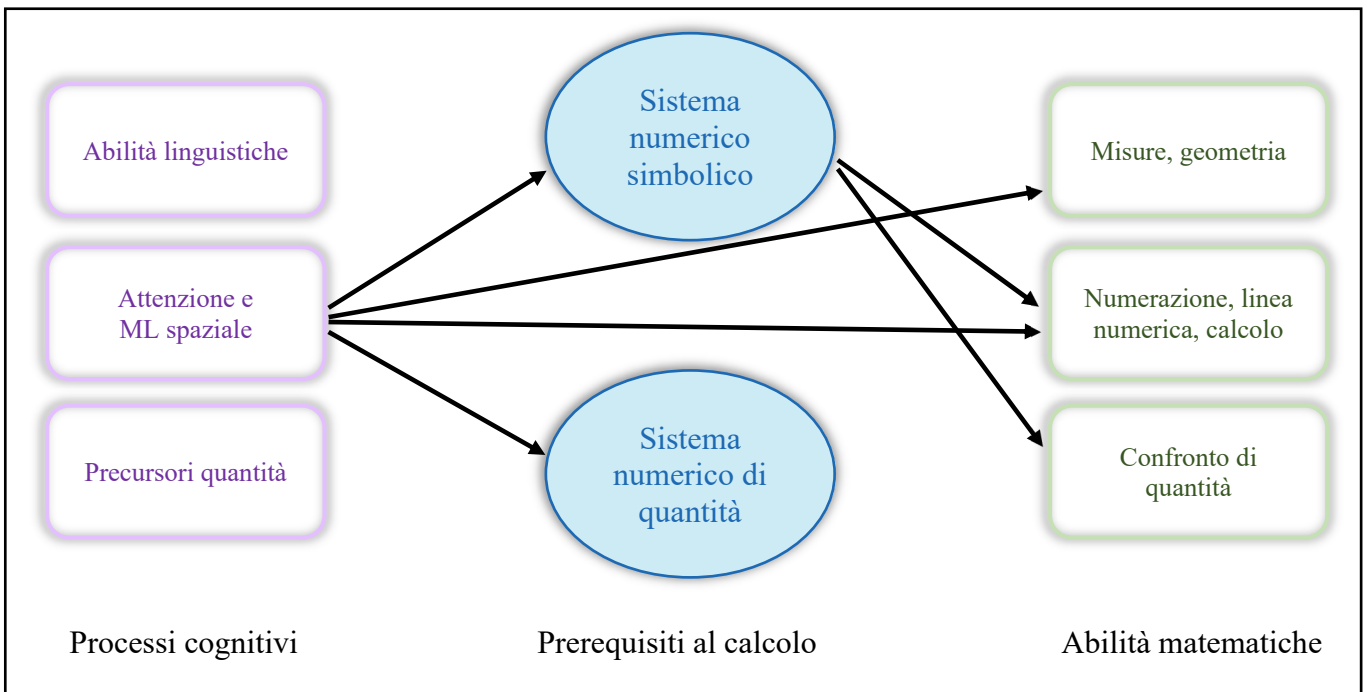 Abilità linguistiche
Attenzione e
ML spaziale
Precursori quantità
Processi cognitivi
Sistema
numerico
simbolico
Sistema
numerico di
quantità
Prerequisiti al calcolo
Misure, geometria
Numerazione, linea
numerica, calcolo
Confronto di
quantità
Abilità matematiche